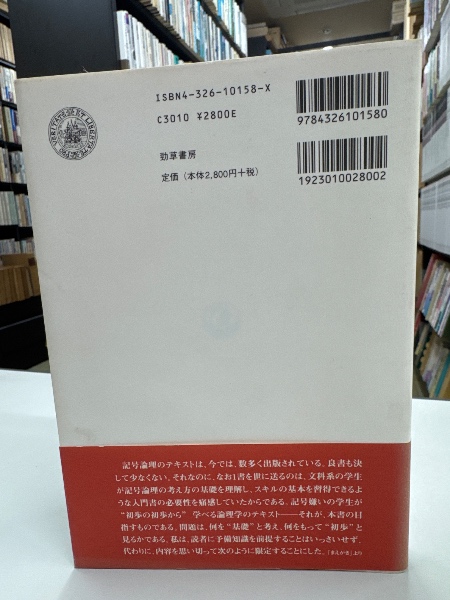 ISBN4-326-10158-X
C3010 ¥2800E
勁草書房
定価（本体2,800円＋税）
9784326101580
1923010028002
VERITATES ET LIBERTA
記号論理のテキストは、今では、数多く出版されている。良書も決
して少なくない。それなのに、なお1書を世に送るのは、文科系の学生
が記号論理の考え方の基礎を理解し、スキルの基本を習得できるよう
な入門書の必要性を痛感していたからである。記号嫌いの学生が
“初歩の初歩から” 学べる論理学のテキスト――それが、本書の目
指すものである。問題は、何を“基礎”と考え、何をもって“初歩”と
見るかである。私は、読者に予備知識を前提することはいっさいせず、
代わりに、内容を思い切って次のように限定することにした。「まえがき」より